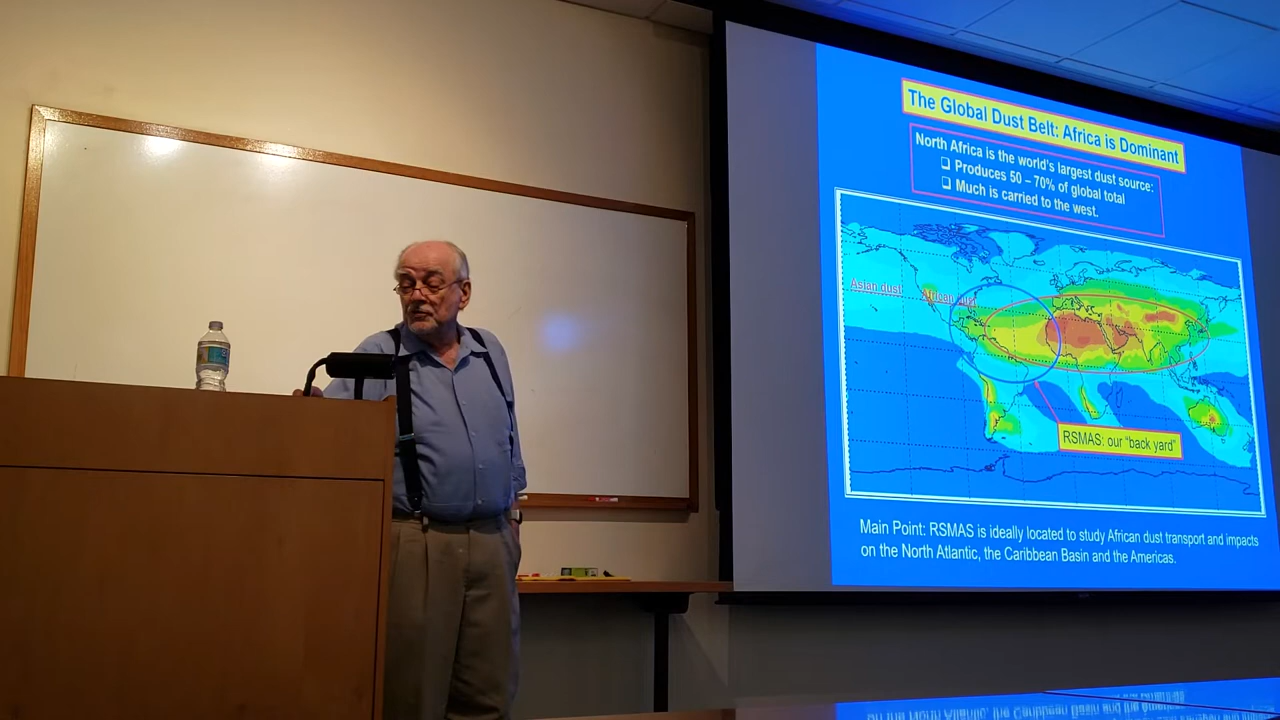 The Global Dust Belt: Africa is Dominant
North Africa is the world's largest dust source:
❑ Produces 50 – 70% of global total
❑ Much is carried to the west.
Asian dust
African dust
RSMAS: our "back yard"
Main Point: RSMAS is ideally located to study African dust transport and impacts
on the North Atlantic, the Caribbean Basin and the Americas.